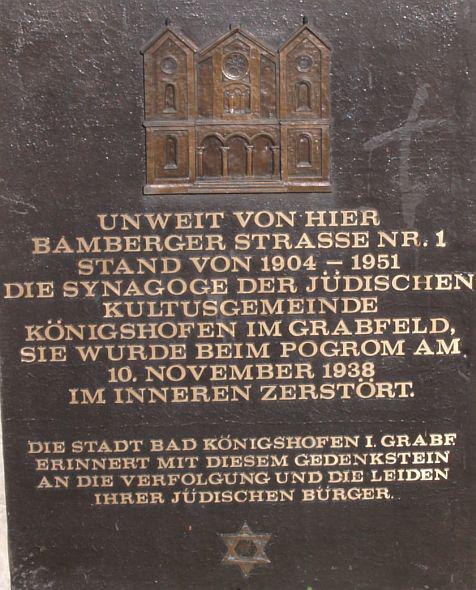 UNWEIT VON HIER
BAMBERGER STRASSE NR. 1
STAND VON 1904 – 1951
DIE SYNAGOGE DER JÜDISCHEN
KULTUSGEMEINDE
KÖNIGSHOFEN IM GRABFELD,
SIE WURDE BEIM POGROM AM
10. NOVEMBER 1938
IM INNEREN ZERSTÖRT.
DIE STADT BAD KÖNIGSHOFEN I. GRABF
ERINNERT MIT DIESEM GEDENKSTEIN
AN DIE VERFOLGUNG UND DIE LEIDEN
IHRER JÜDISCHEN BÜRGER.